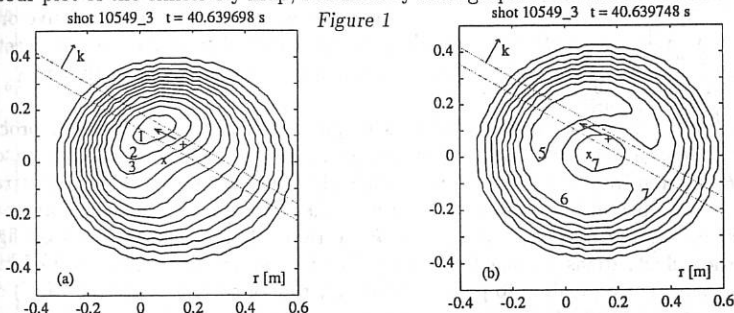 Figure 1
shot 10549_3 t = 40.639698 s
k
0.4
0.2
0
-0.2
-0.4
1
2
3
+
x
(a)
r [m]
-0.4 -0.2 0 0.2 0.4 0.6
shot 10549_3 t = 40.639748 s
k
0.4
0.2
0
-0.2
-0.4
5
6
7
7
+
x
(b)
r [m]
-0.4 -0.2 0 0.2 0.4 0.6